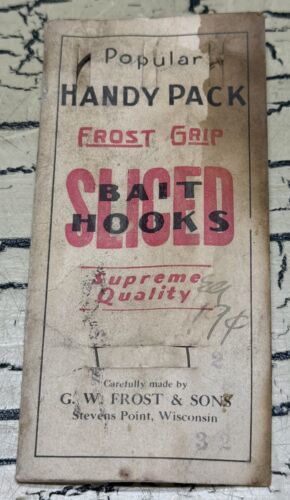 Popular
HANDY PACK
FROST GRIP
SLICED
BAIT
HOOKS
Supreme
Quality
17¢
2
Carefully made by
G. W. FROST & SONS
Stevens Point, Wisconsin
32